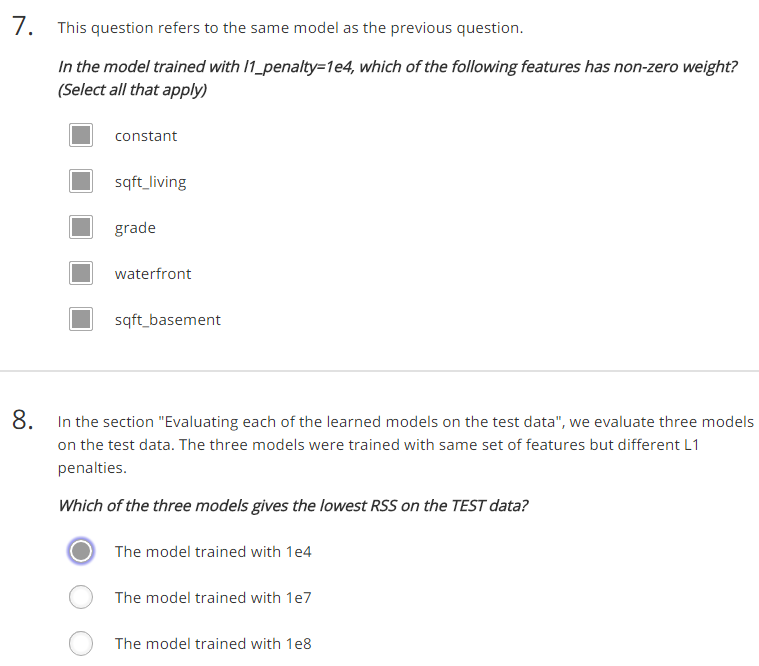 7. This question refers to the same model as the previous question.
In the model trained with l1_penalty=1e4, which of the following features has non-zero weight?
(Select all that apply)
constant
sqft_living
grade
waterfront
sqft_basement
8. In the section "Evaluating each of the learned models on the test data", we evaluate three models
on the test data. The three models were trained with same set of features but different L1
penalties.
Which of the three models gives the lowest RSS on the TEST data?
The model trained with 1e4
The model trained with 1e7
The model trained with 1e8